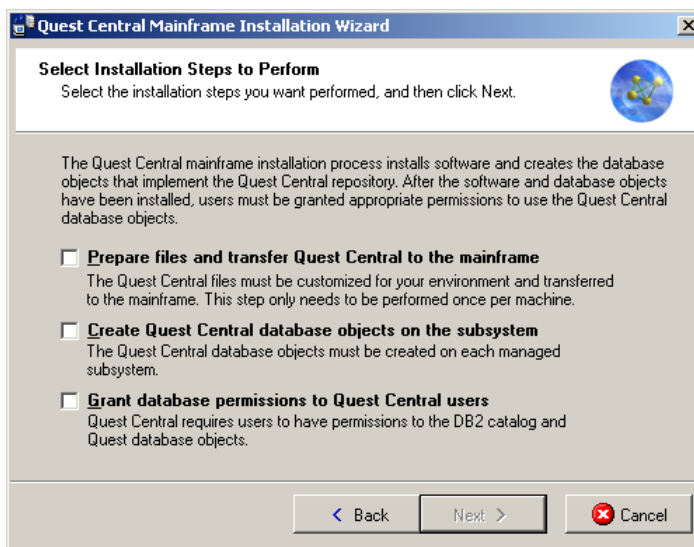 Quest Central Mainframe Installation Wizard
Select Installation Steps to Perform
Select the installation steps you want performed, and then click Next.
The Quest Central mainframe installation process installs software and creates the database
objects that implement the Quest Central repository. After the software and database objects
have been installed, users must be granted appropriate permissions to use the Quest Central
database objects.
Prepare files and transfer Quest Central to the mainframe
The Quest Central files must be customized for your environment and transferred
to the mainframe. This step only needs to be performed once per machine.
Create Quest Central database objects on the subsystem
The Quest Central database objects must be created on each managed
subsystem.
Grant database permissions to Quest Central users
Quest Central requires users to have permissions to the DB2 catalog and
Quest database objects.
< Back Next > Cancel